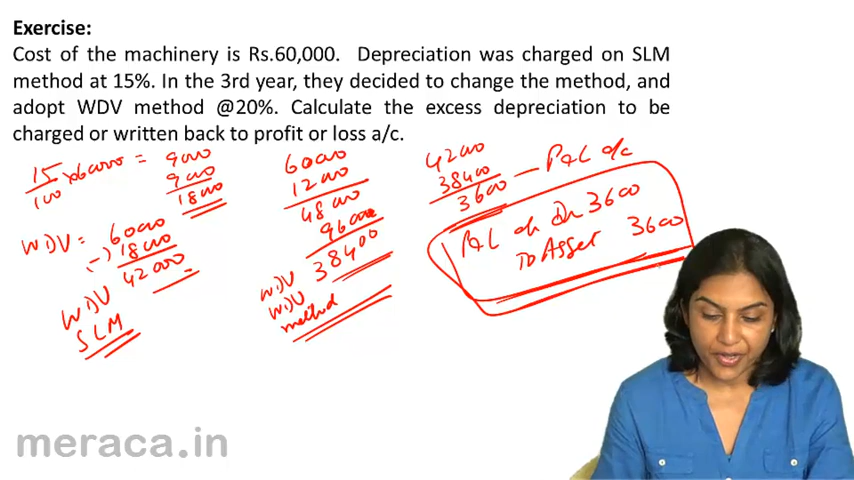 Exercise:
Cost of the machinery is Rs.60,000. Depreciation was charged on SLM
method at 15%. In the 3rd year, they decided to change the method, and
adopt WDV method @20%. Calculate the excess depreciation to be
charged or written back to profit or loss a/c.
15/100 x 60000 = 9000
9000
18000
WDV = 60000
(-) 18000
42000
WDV
SLM
60000
12000
48000
9600
WDV 38400
WDV
method
42000
38400
3600 — P&L a/c
P&L a/c Dr 3600
To Asset 3600
meraca.in